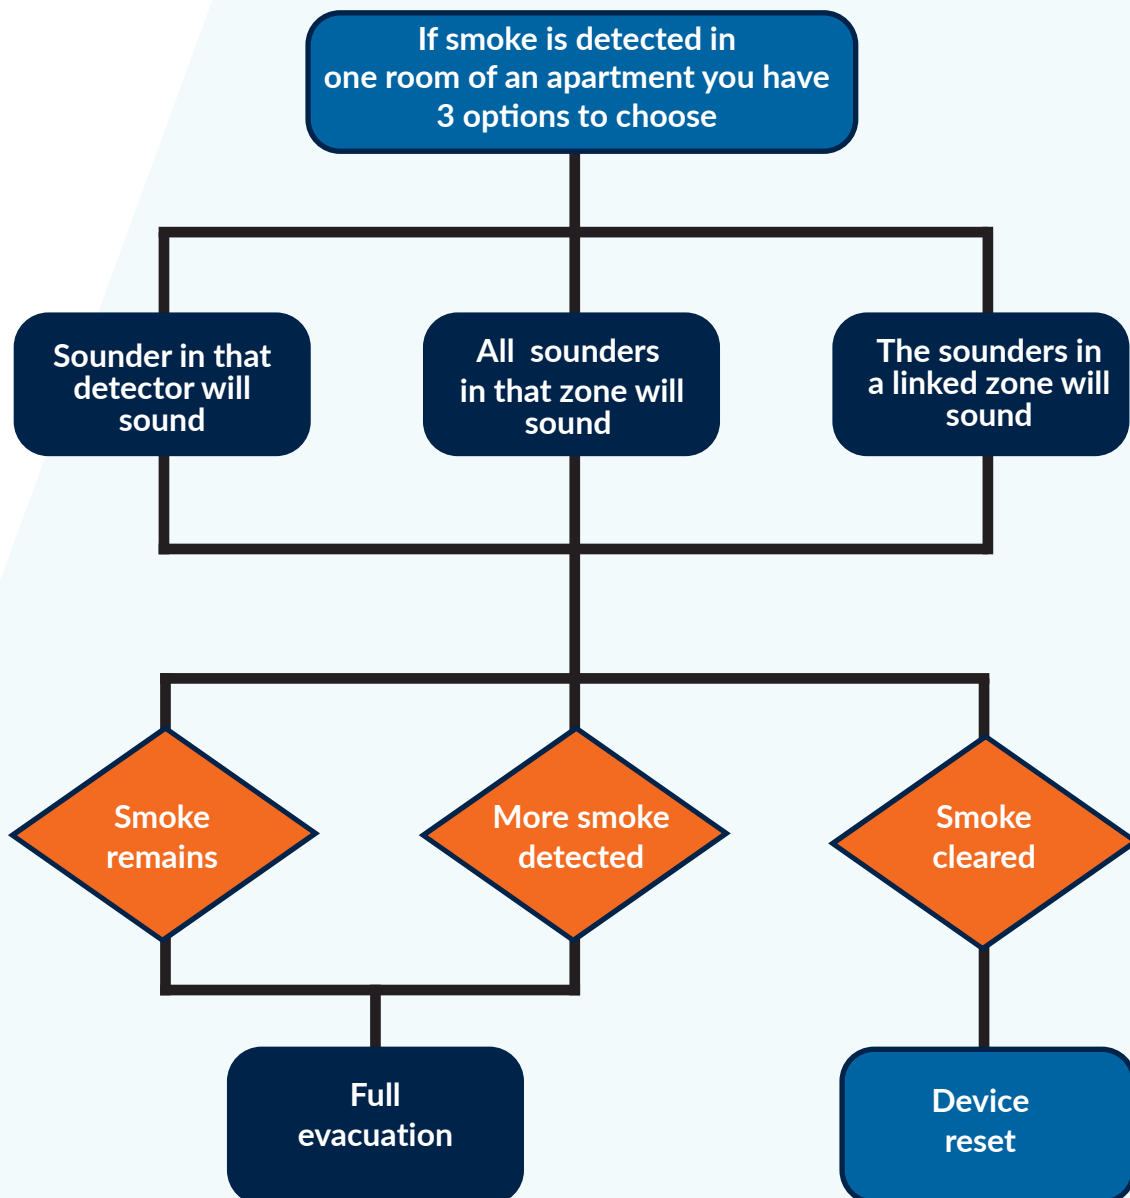 If smoke is detected in
one room of an apartment you have
3 options to choose
Sounder in that
detector will
sound
All sounders
in that zone will
sound
The sounders in
a linked zone will
sound
Smoke
remains
More smoke
detected
Smoke
cleared
Full
evacuation
Device
reset